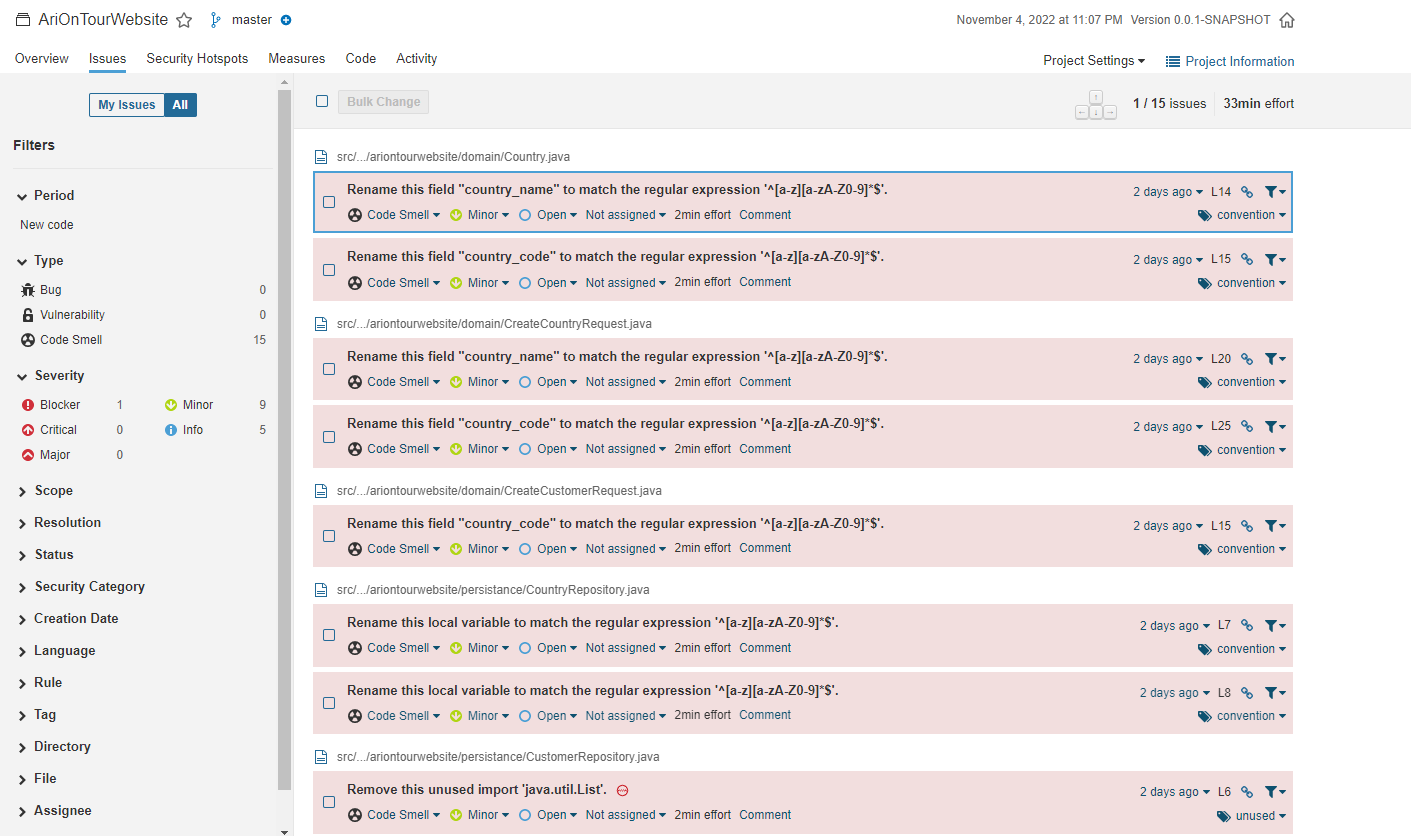 AriOnTourWebsite master November 4, 2022 at 11:07 PM Version 0.0.1-SNAPSHOT
Overview Issues Security Hotspots Measures Code Activity Project Settings Project Information
My Issues All
Filters
Period
New code
Type
Bug 0
Vulnerability 0
Code Smell 15
Severity
Blocker 1 Minor 9
Critical 0 Info 5
Major 0
Scope
Resolution
Status
Security Category
Creation Date
Language
Rule
Tag
Directory
File
Assignee
Bulk Change 1 / 15 issues 33min effort
src/.../ariontourwebsite/domain/Country.java
Rename this field "country_name" to match the regular expression '^[a-z][a-zA-Z0-9]*$'. 2 days ago L14
Code Smell Minor Open Not assigned 2min effort Comment convention
Rename this field "country_code" to match the regular expression '^[a-z][a-zA-Z0-9]*$'. 2 days ago L15
Code Smell Minor Open Not assigned 2min effort Comment convention
src/.../ariontourwebsite/domain/CreateCountryRequest.java
Rename this field "country_name" to match the regular expression '^[a-z][a-zA-Z0-9]*$'. 2 days ago L20
Code Smell Minor Open Not assigned 2min effort Comment convention
Rename this field "country_code" to match the regular expression '^[a-z][a-zA-Z0-9]*$'. 2 days ago L25
Code Smell Minor Open Not assigned 2min effort Comment convention
src/.../ariontourwebsite/domain/CreateCustomerRequest.java
Rename this field "country_code" to match the regular expression '^[a-z][a-zA-Z0-9]*$'. 2 days ago L15
Code Smell Minor Open Not assigned 2min effort Comment convention
src/.../ariontourwebsite/persistance/CountryRepository.java
Rename this local variable to match the regular expression '^[a-z][a-zA-Z0-9]*$'. 2 days ago L7
Code Smell Minor Open Not assigned 2min effort Comment convention
Rename this local variable to match the regular expression '^[a-z][a-zA-Z0-9]*$'. 2 days ago L8
Code Smell Minor Open Not assigned 2min effort Comment convention
src/.../ariontourwebsite/persistance/CustomerRepository.java
Remove this unused import 'java.util.List'. 2 days ago L6
Code Smell Minor Open Not assigned 2min effort Comment unused